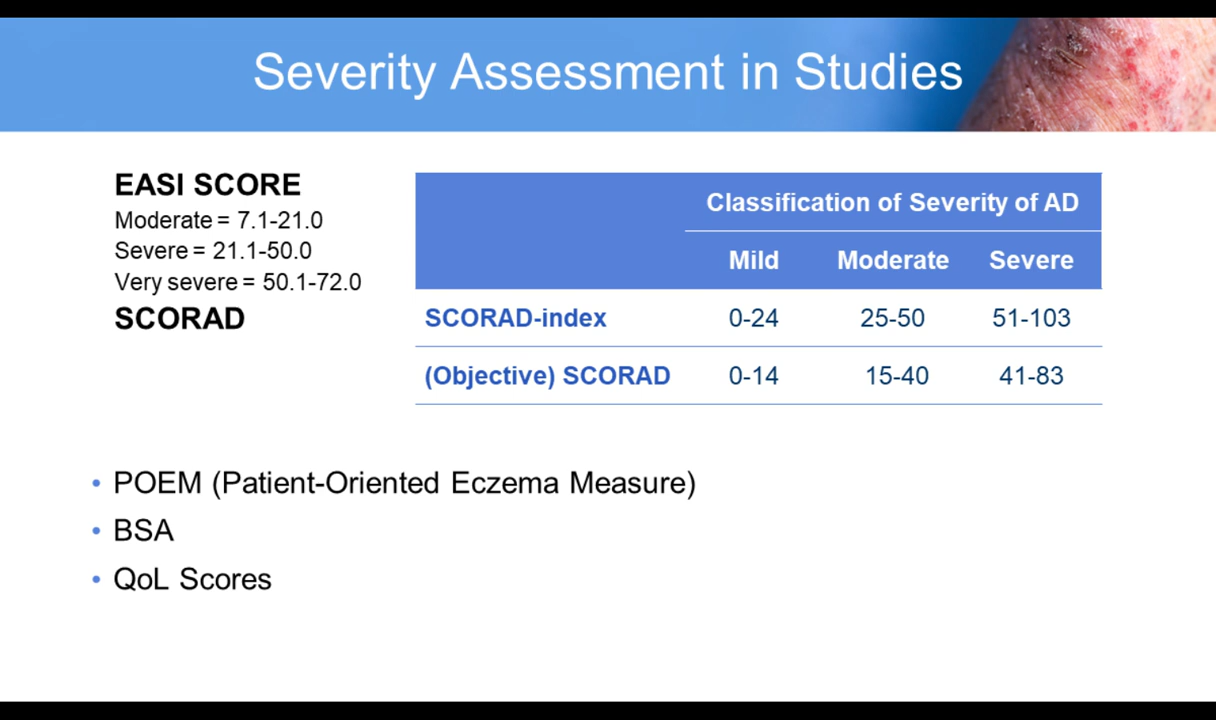 Severity Assessment in Studies
EASI SCORE
Moderate = 7.1-21.0
Severe = 21.1-50.0
Very severe = 50.1-72.0
SCORAD
Classification of Severity of AD
Mild Moderate Severe
SCORAD-index 0-24 25-50 51-103
(Objective) SCORAD 0-14 15-40 41-83
• POEM (Patient-Oriented Eczema Measure)
• BSA
• QoL Scores